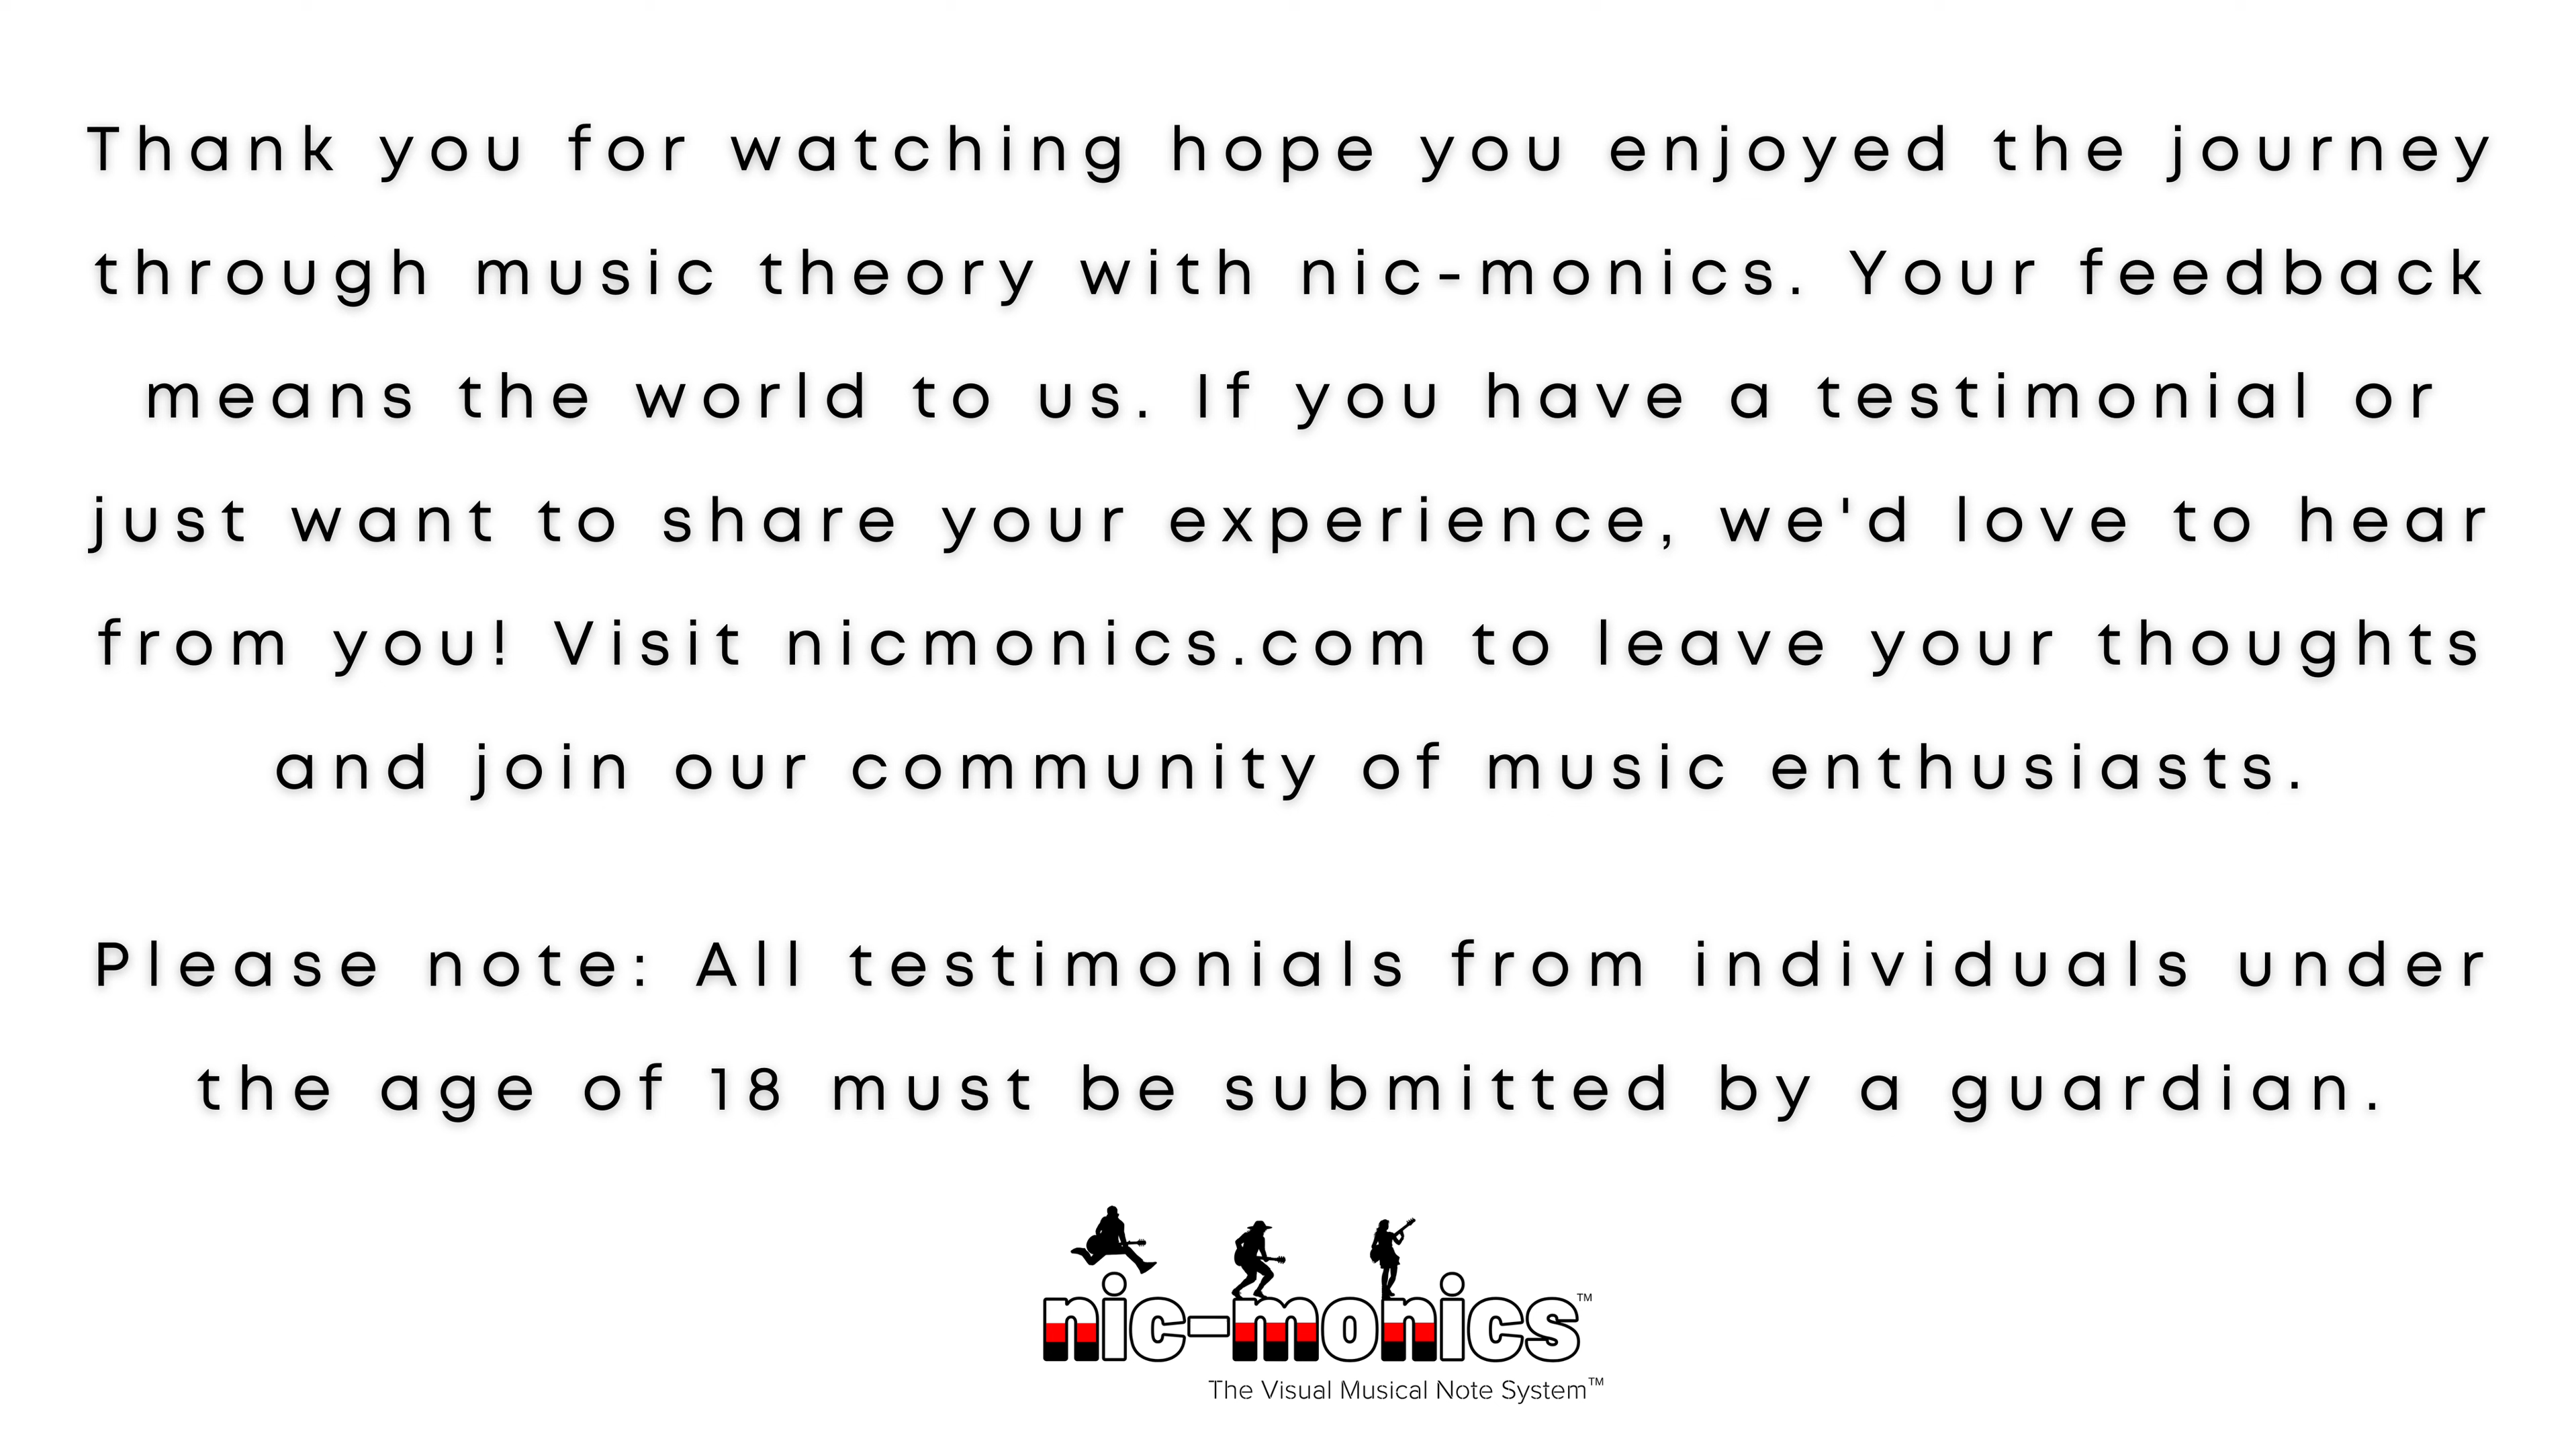 Thank you for watching hope you enjoyed the journey
through music theory with nic-monics. Your feedback
means the world to us. If you have a testimonial or
just want to share your experience, we'd love to hear
from you! Visit nicmonics.com to leave your thoughts
and join our community of music enthusiasts.
Please note: All testimonials from individuals under
the age of 18 must be submitted by a guardian.
nic-monics™
The Visual Musical Note System™